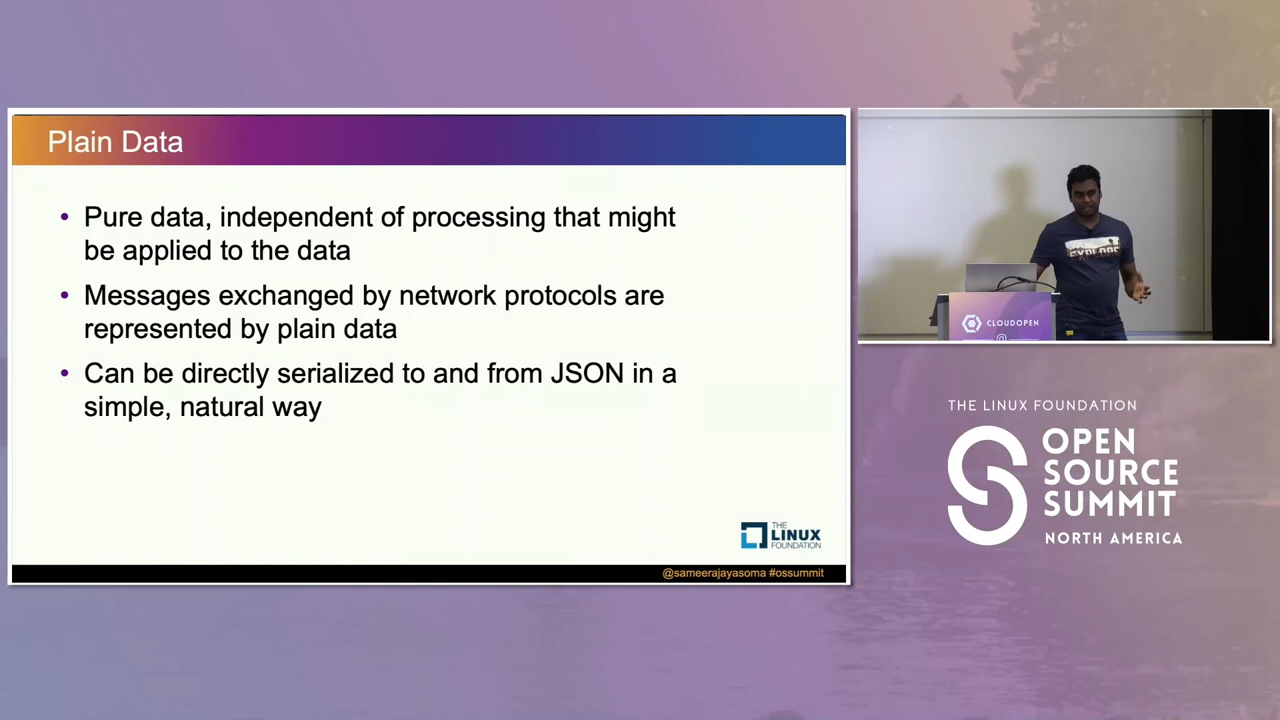 Plain Data
• Pure data, independent of processing that might
be applied to the data
• Messages exchanged by network protocols are
represented by plain data
• Can be directly serialized to and from JSON in a
simple, natural way
THE
LINUX
FOUNDATION
@sameerajayasoma #ossummit
EXPLORE
CLOUDOPEN
THE LINUX FOUNDATION
OPEN
SOURCE
SUMMIT
NORTH AMERICA